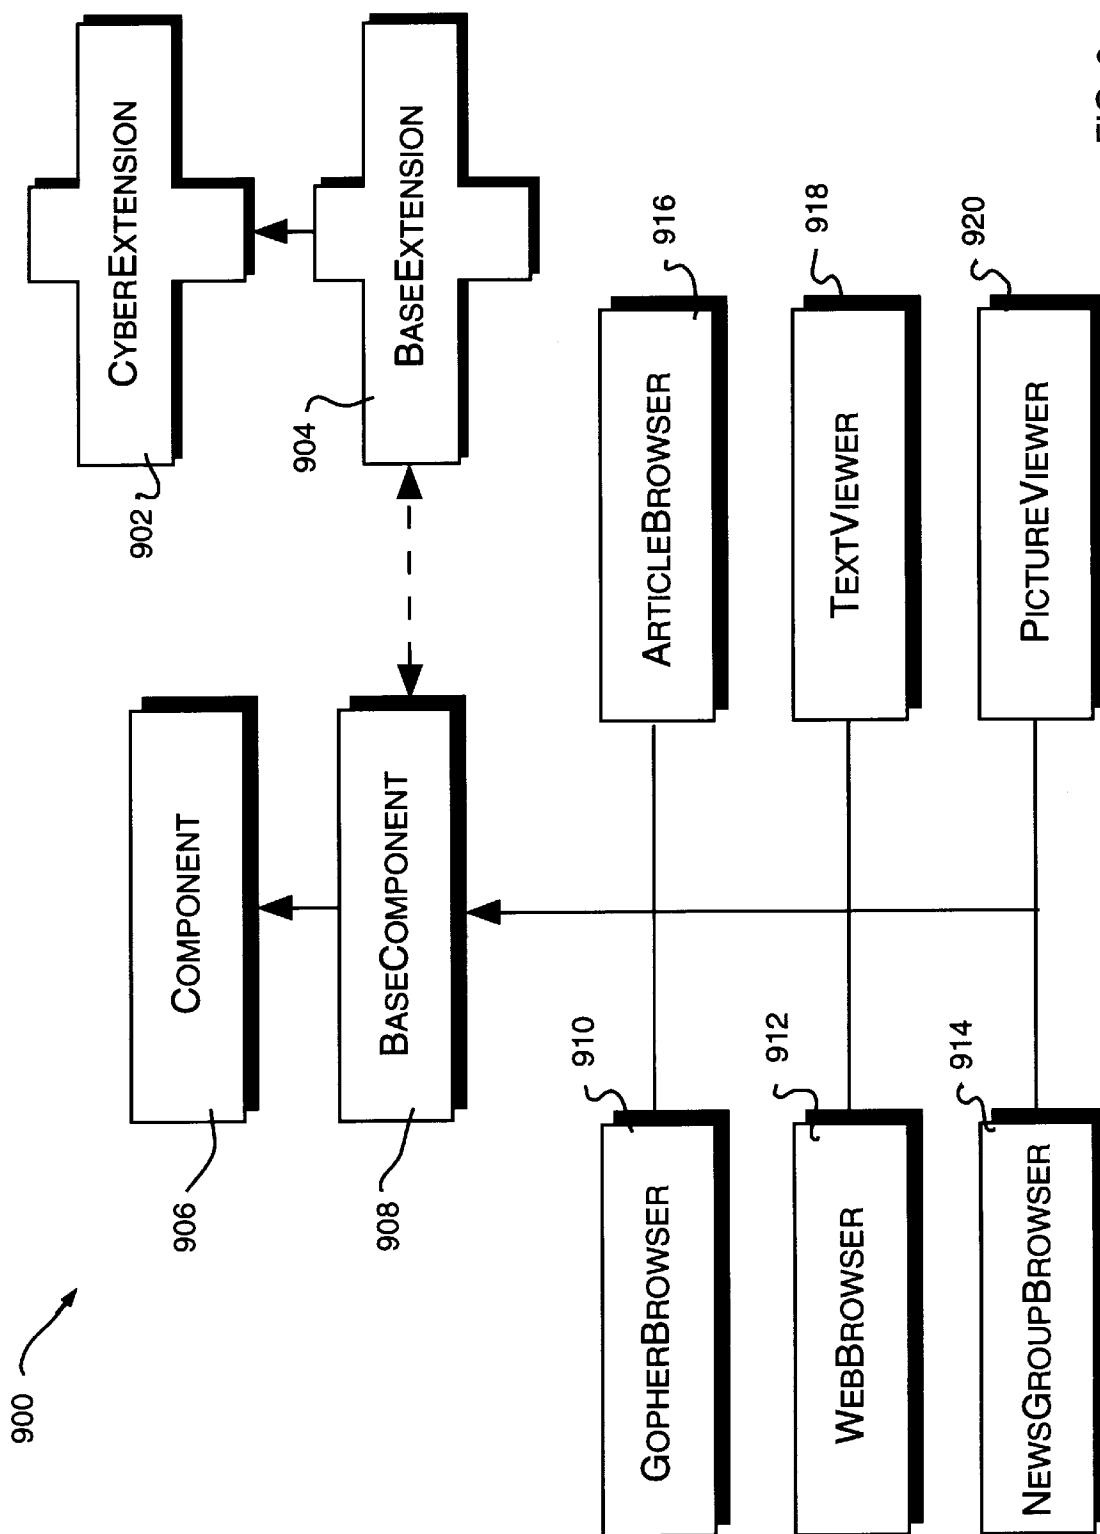 900
CyberExtension
902
906
Component
904
908
BaseComponent
BaseExtension
910
916
GopherBrowser
ArticleBrowser
912
918
WebBrowser
TextViewer
914
920
NewsGroupBrowser
PictureViewer